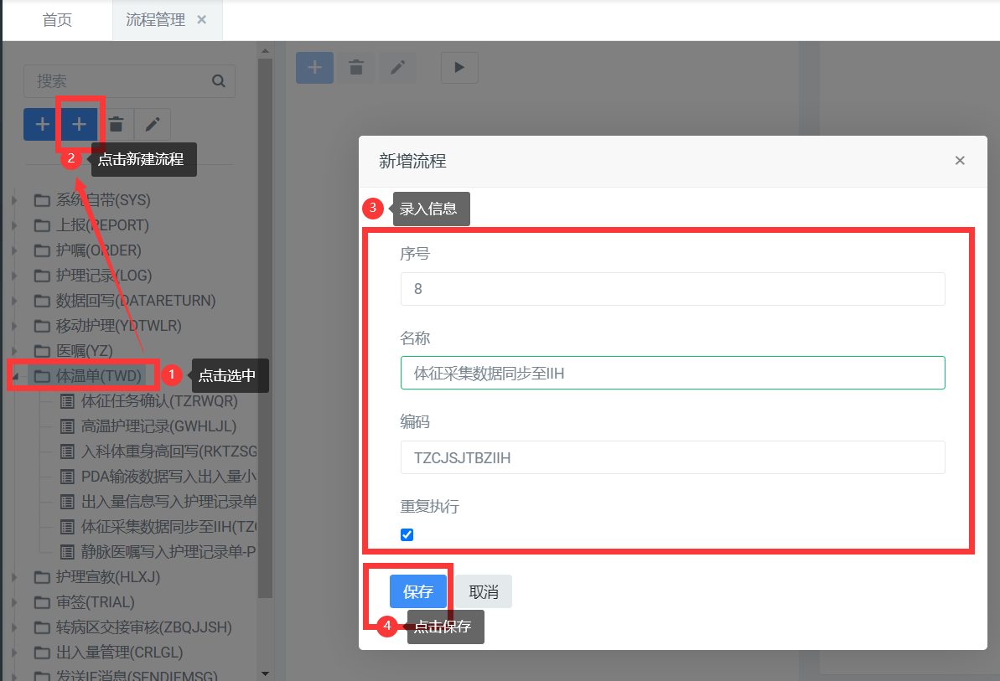 首页
流程管理 ×
搜索
2 点击新建流程
系统自带(SYS)
上报(REPORT)
护嘱(ORDER)
护理记录(LOG)
数据回写(DATARETURN)
移动护理(YDTWLR)
医嘱(YZ)
体温单(TWD)
1 点击选中
体征任务确认(TZRWQR)
高温护理记录(GWHLJL)
入科体重身高回写(RKTZSG
PDA输液数据写入出入量小
出入量信息写入护理记录单
体征采集数据同步至IIH(TZC
静脉医嘱写入护理记录单-P
护理宣教(HLXJ)
审签(TRIAL)
转病区交接审核(ZBQJJSH)
出入量管理(CRLGL)
发送IE消息(SENDIEMSG)
新增流程 ×
3 录入信息
序号
8
名称
体征采集数据同步至IIH
编码
TZCJSJTBZIIH
重复执行
保存 取消
4 点击保存